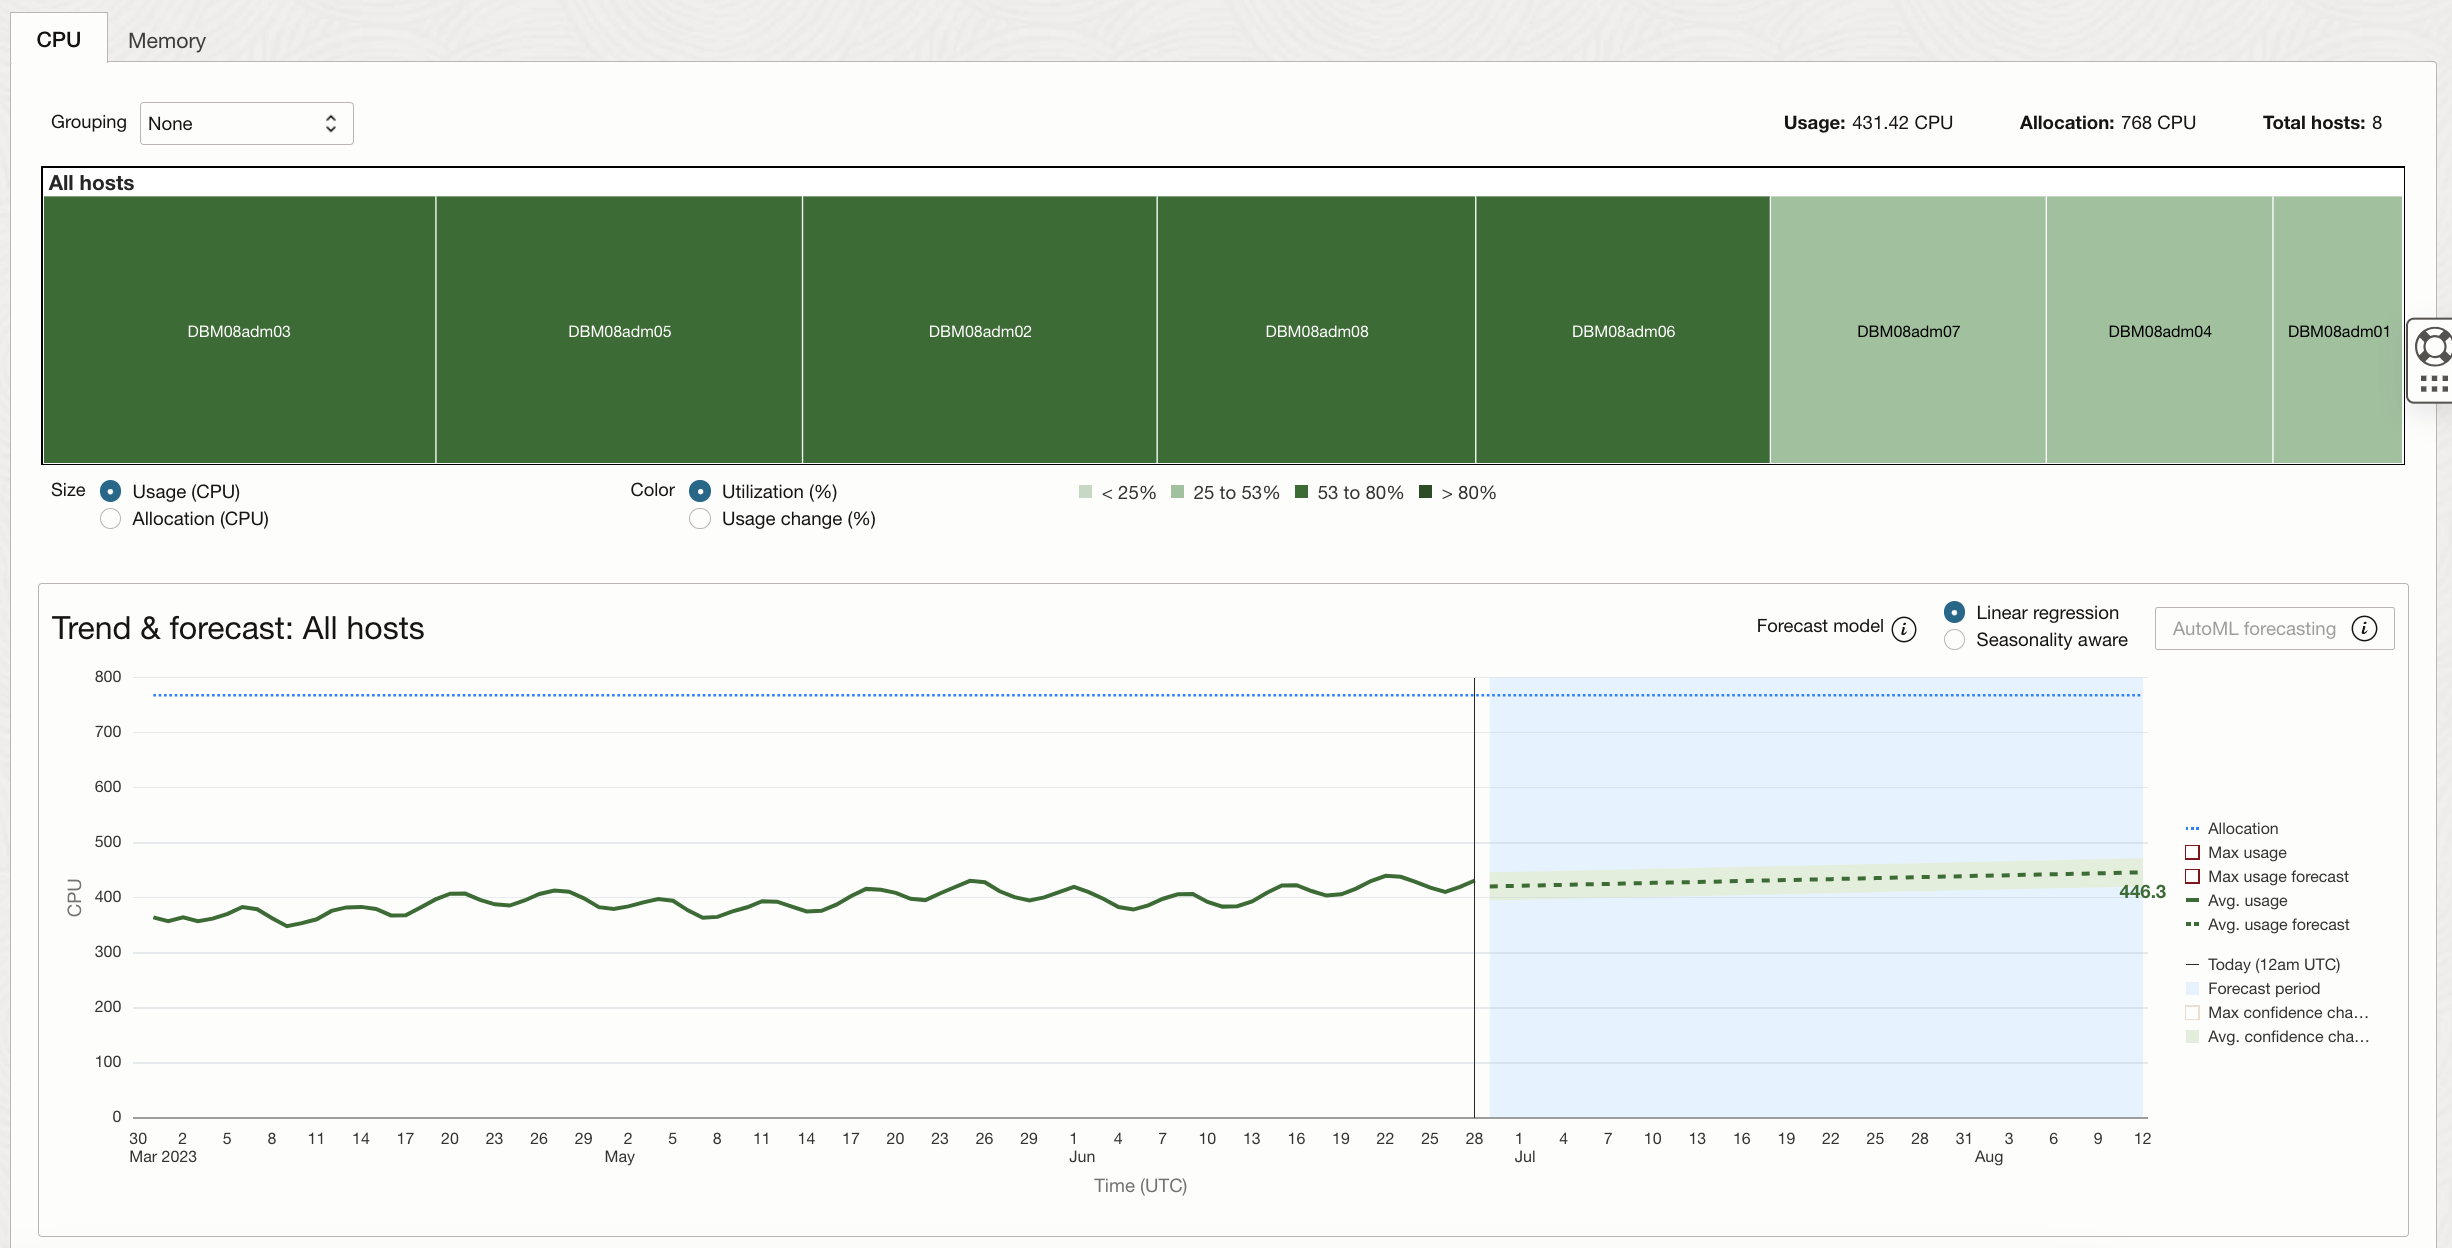 CPU Memory
Grouping None Usage: 431.42 CPU Allocation: 768 CPU Total hosts: 8
All hosts
DBM08adm03 DBM08adm05 DBM08adm02 DBM08adm08 DBM08adm06 DBM08adm07 DBM08adm04 DBM08adm01
Size Usage (CPU) Color Utilization (%) < 25% 25 to 53% 53 to 80% > 80%
Allocation (CPU) Usage change (%)
Trend & forecast: All hosts
Forecast model i Linear regression
Seasonality aware
AutoML forecasting i
800
700
600
500
400
300
200
100
0
CPU
446.3
30 2 5 8 11 14 17 20 23 26 29 2 5 8 11 14 17 20 23 26 29 1 4 7 10 13 16 19 22 25 28 1 4 7 10 13 16 19 22 25 28 31 3 6 9 12
Mar 2023 May Jun Jul Aug
Time (UTC)
Allocation
Max usage
Max usage forecast
Avg. usage
Avg. usage forecast
Today (12am UTC)
Forecast period
Max confidence cha...
Avg. confidence cha...